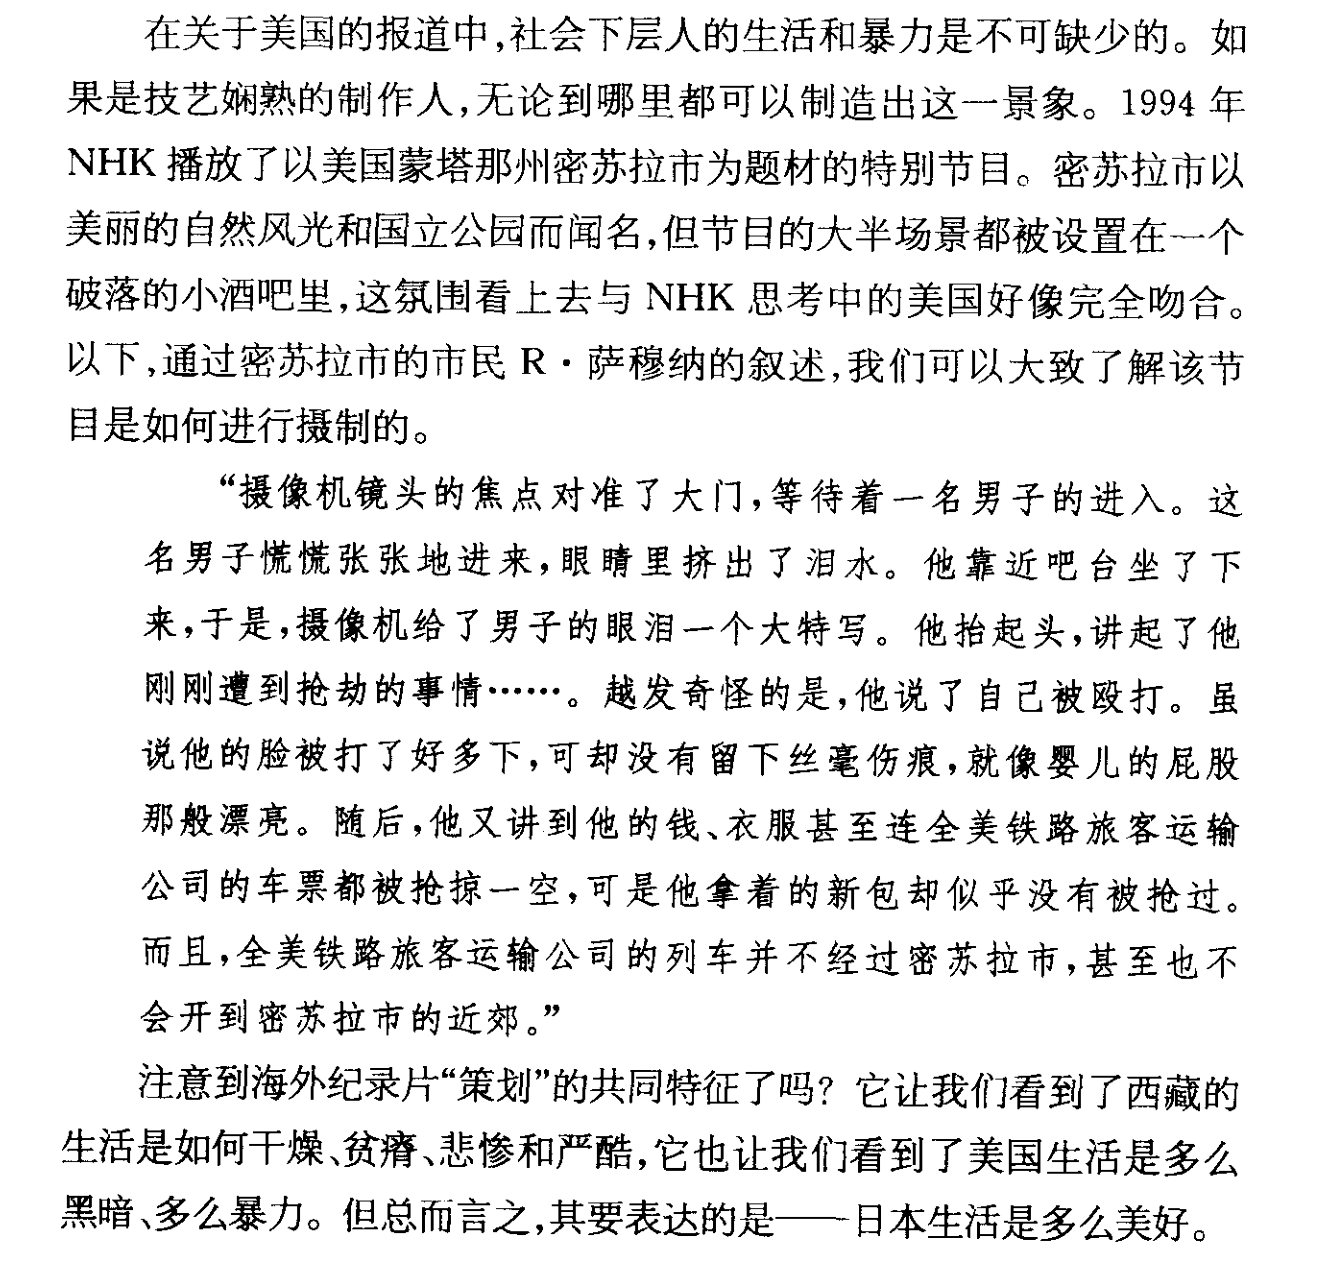 在关于美国的报道中,社会下层人的生活和暴力是不可缺少的。如
果是技艺娴熟的制作人,无论到哪里都可以制造出这一景象。1994 年
NHK 播放了以美国蒙塔那州密苏拉市为题材的特别节目。密苏拉市以
美丽的自然风光和国立公园而闻名,但节目的大半场景都被设置在一个
破落的小酒吧里,这氛围看上去与 NHK 思考中的美国好像完全吻合。
以下,通过密苏拉市的市民 R·萨穆纳的叙述,我们可以大致了解该节
目是如何进行摄制的。
“摄像机镜头的焦点对准了大门,等待着一名男子的进入。这
名男子慌慌张张地进来,眼睛里挤出了泪水。他靠近吧台坐了下
来,于是,摄像机给了男子的眼泪一个大特写。他抬起头,讲起了他
刚刚遭到抢劫的事情……。越发奇怪的是,他说了自己被殴打。虽
说他的脸被打了好多下,可却没有留下丝毫伤痕,就像婴儿的屁股
那般漂亮。随后,他又讲到他的钱、衣服甚至连全美铁路旅客运输
公司的车票都被抢掠一空,可是他拿着的新包却似乎没有被抢过。
而且,全美铁路旅客运输公司的列车并不经过密苏拉市,甚至也不
会开到密苏拉市的近郊。”
注意到海外纪录片“策划”的共同特征了吗? 它让我们看到了西藏的
生活是如何干燥、贫瘠、悲惨和严酷,它也让我们看到了美国生活是多么
黑暗、多么暴力。但总而言之,其要表达的是——日本生活是多么美好。